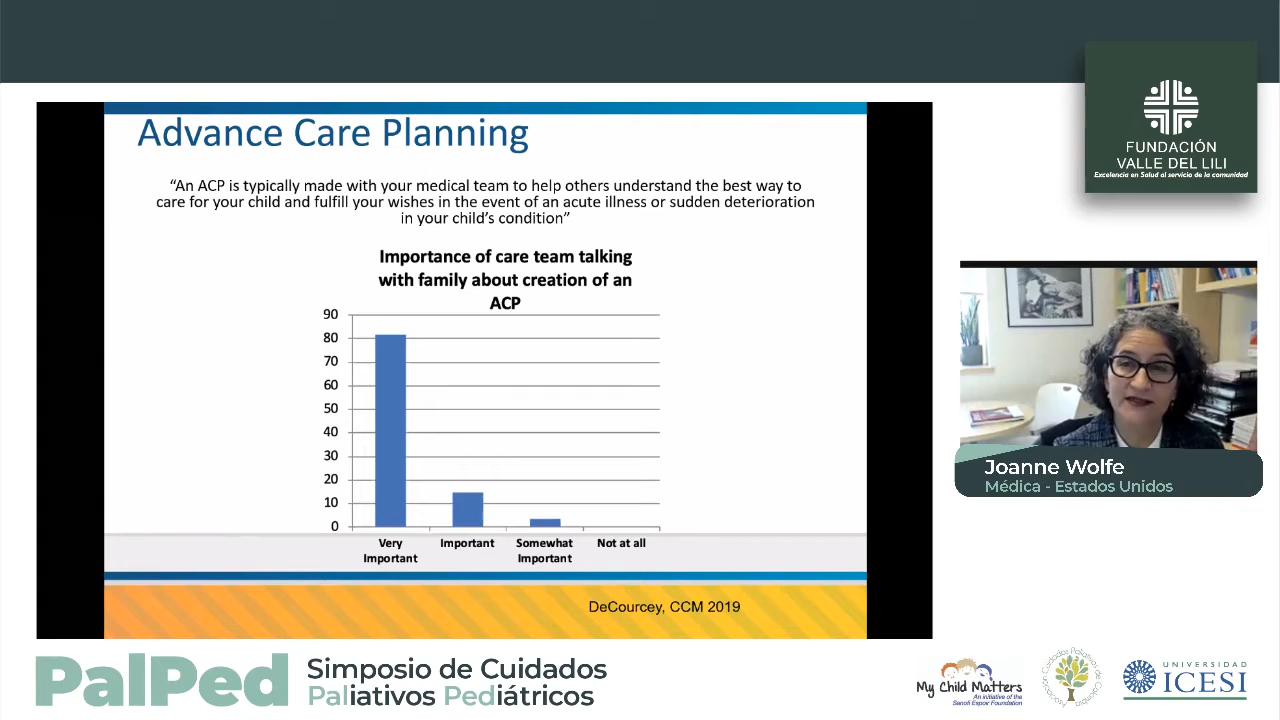 Advance Care Planning
“An ACP is typically made with your medical team to help others understand the best way to
care for your child and fulfill your wishes in the event of an acute illness or sudden deterioration
in your child’s condition”
Importance of care team talking
with family about creation of an
ACP
90
80
70
60
50
40
30
20
10
0
Very
Important
Important
Somewhat
Important
Not at all
DeCourcey, CCM 2019
FUNDACIÓN
VALLE DEL LILI
Excelencia en Salud al servicio de la comunidad
Joanne Wolfe
Médica - Estados Unidos
PalPed
Simposio de Cuidados
Paliativos Pediátricos
My Child Matters
An initiative of the
Sanofi Espoir Foundation
Asociación Cuidados Paliativos de Colombia
UNIVERSIDAD
ICESI